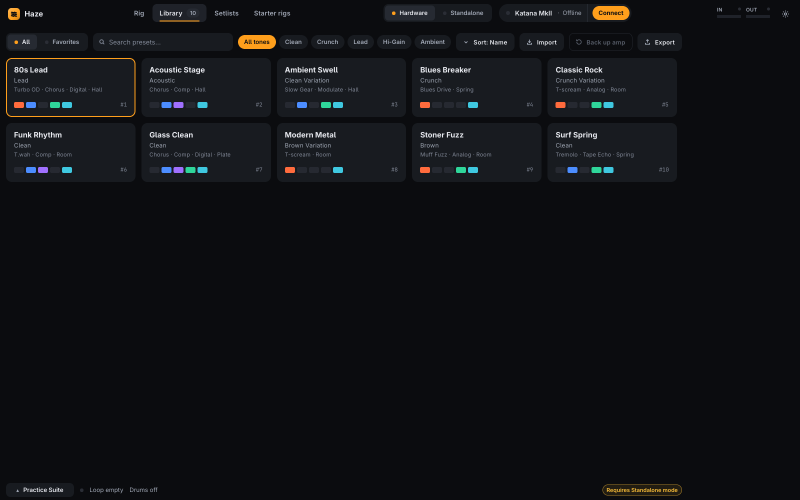 Haze
Rig Library 10 Setlists Starter rigs
Hardware Standalone
Katana MkII · Offline Connect
IN OUT
All Favorites
Search presets...
All tones Clean Crunch Lead Hi-Gain Ambient
Sort: Name Import Back up amp Export
80s Lead
Lead
Turbo OD · Chorus · Digital · Hall
#1
Acoustic Stage
Acoustic
Chorus · Comp · Hall
#2
Ambient Swell
Clean Variation
Slow Gear · Modulate · Hall
#3
Blues Breaker
Crunch
Blues Drive · Spring
#4
Classic Rock
Crunch Variation
T-scream · Analog · Room
#5
Funk Rhythm
Clean
T.wah · Comp · Room
#6
Glass Clean
Clean
Chorus · Comp · Digital · Plate
#7
Modern Metal
Brown Variation
T-scream · Room
#8
Stoner Fuzz
Brown
Muff Fuzz · Analog · Room
#9
Surf Spring
Clean
Tremolo · Tape Echo · Spring
#10
Practice Suite Loop empty Drums off
Requires Standalone mode